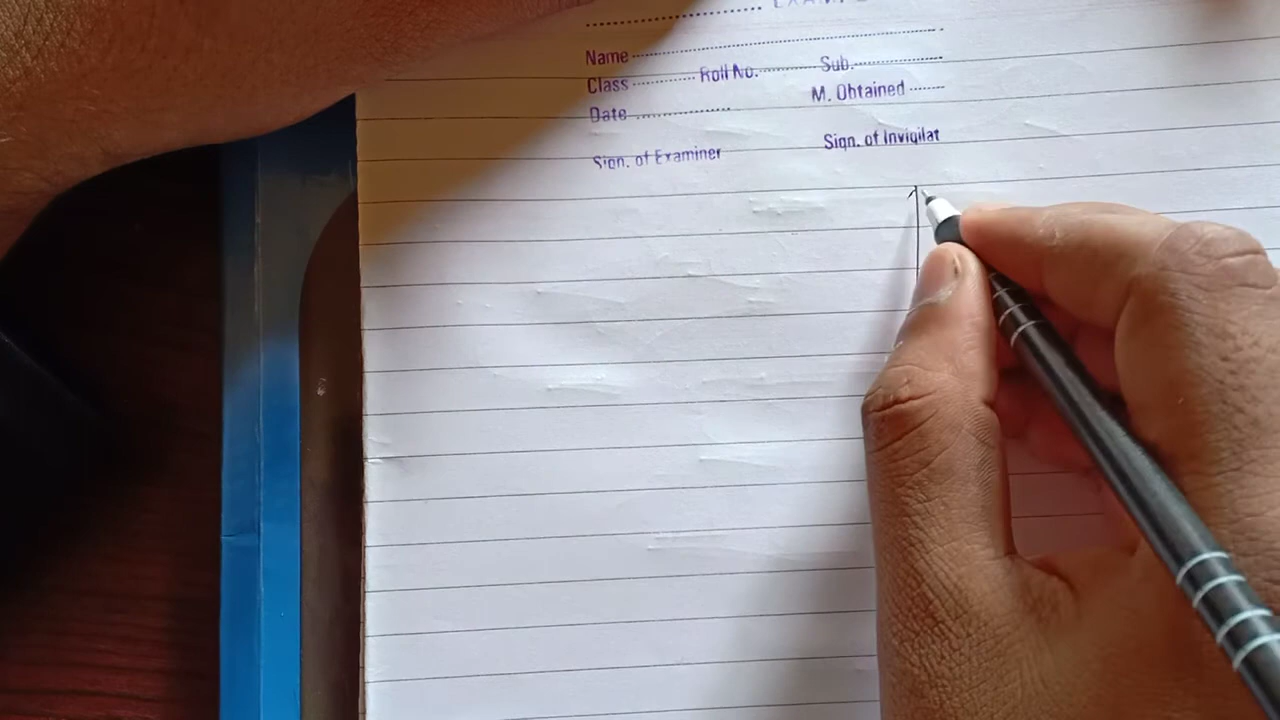 Name
Class Roll No. Sub.
Date M. Obtained
Sign. of Examiner Sign. of Invigilat